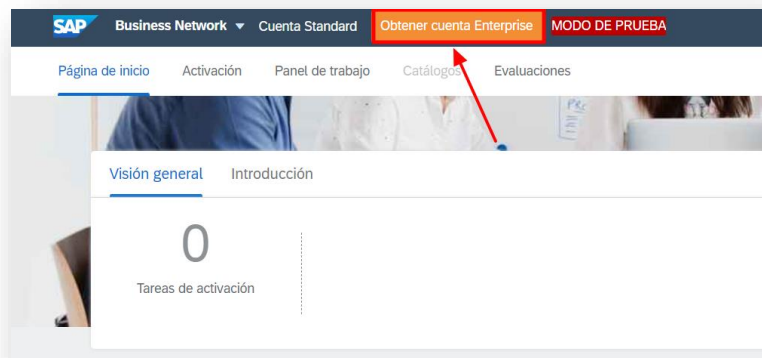 SAP Business Network Cuenta Standard Obtener cuenta Enterprise MODO DE PRUEBA
Página de inicio Activación Panel de trabajo Catálogos Evaluaciones
Visión general Introducción
0
Tareas de activación